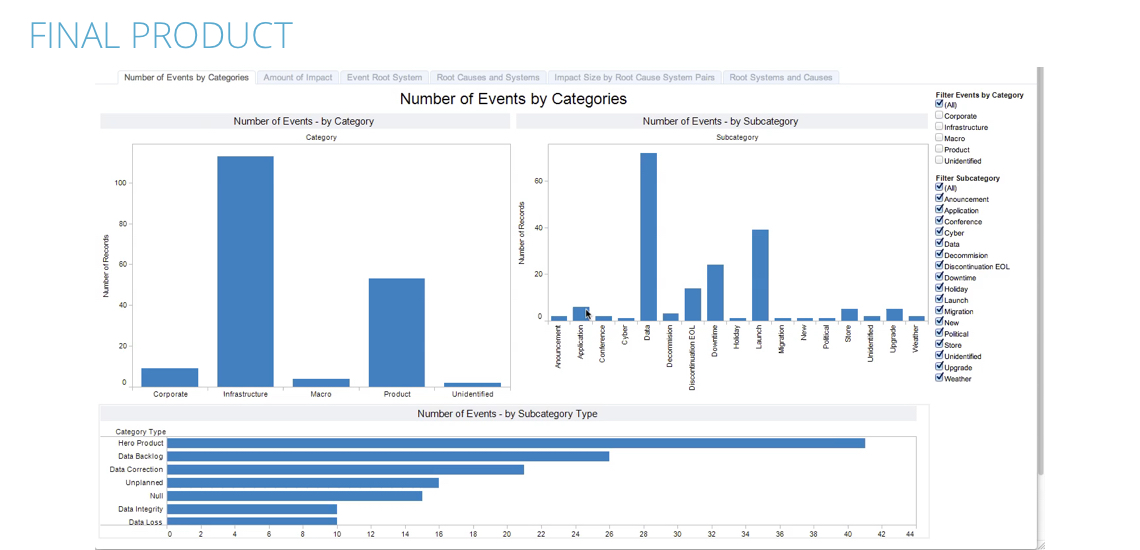 FINAL PRODUCT
Number of Events by Categories Amount of Impact Event Root System Root Causes and Systems Impact Size by Root Cause System Pairs Root Systems and Causes
Number of Events by Categories
Number of Events - by Category
Category
Number of Records
100
80
60
40
20
0
Corporate Infrastructure Macro Product Unidentified
Number of Events - by Subcategory
Subcategory
Number of Records
60
40
20
0
Anouncement
Application
Conference
Cyber
Data
Decommision
Discontinuation EOL
Downtime
Holiday
Launch
Migration
New
Political
Store
Unidentified
Upgrade
Weather
Filter Events by Category
(All)
Corporate
Infrastructure
Macro
Product
Unidentified
Filter Subcategory
(All)
Anouncement
Application
Conference
Cyber
Data
Decommision
Discontinuation EOL
Downtime
Holiday
Launch
Migration
New
Political
Store
Unidentified
Upgrade
Weather
Number of Events - by Subcategory Type
Category Type
Hero Product
Data Backlog
Data Correction
Unplanned
Null
Data Integrity
Data Loss
0 2 4 6 8 10 12 14 16 18 20 22 24 26 28 30 32 34 36 38 40 42 44